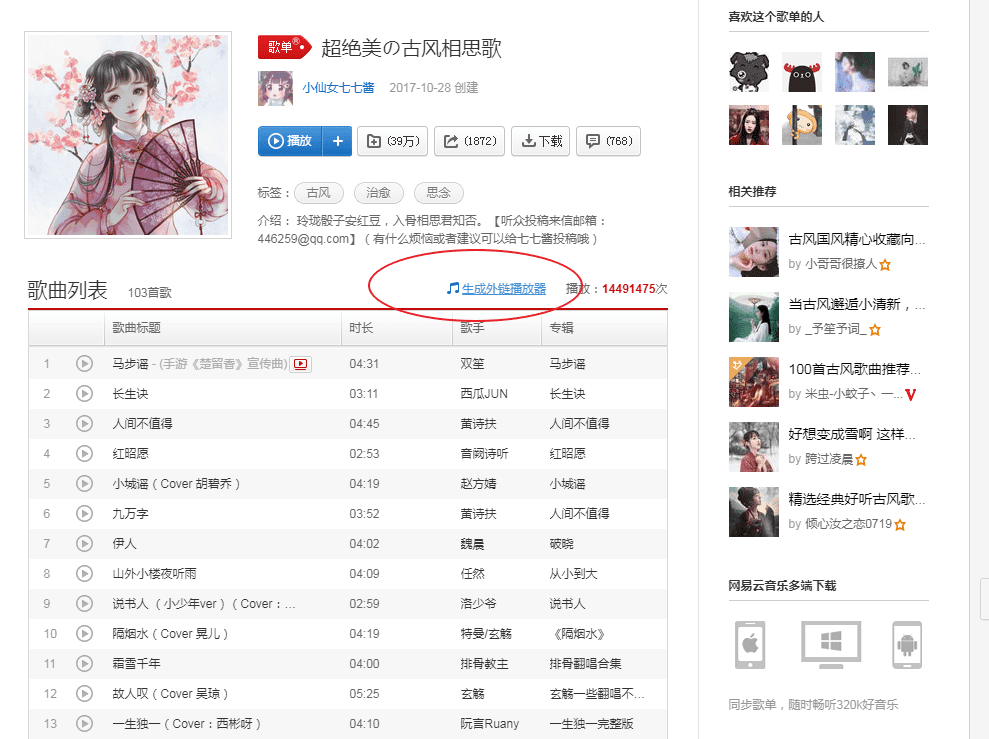 歌单 超绝美の古风相思歌
小仙女七七酱 2017-10-28 创建
播放 + (39万) (1872) 下载 (768)
标签： 古风 治愈 思念
介绍： 玲珑骰子安红豆，入骨相思君知否。【听众投稿来信邮箱：
446259@qq.com】（有什么烦恼或者建议可以给七七酱投稿哦）
歌曲列表 103首歌 生成外链播放器 播放：14491475次
歌曲标题 时长 歌手 专辑
1 马步谣 - (手游《楚留香》宣传曲) 04:31 双笙 马步谣
2 长生诀 03:11 西瓜JUN 长生诀
3 人间不值得 04:45 黄诗扶 人间不值得
4 红昭愿 02:53 音阙诗听 红昭愿
5 小城谣（Cover 胡碧乔） 04:19 赵方婧 小城谣
6 九万字 03:52 黄诗扶 人间不值得
7 伊人 04:02 魏晨 破晓
8 山外小楼夜听雨 04:09 任然 从小到大
9 说书人 （小少年ver）（Cover：... 02:59 洛少爷 说书人
10 隔烟水（Cover 晃儿） 04:19 特曼/玄觞 《隔烟水》
11 霜雪千年 04:00 排骨教主 排骨翻唱合集
12 故人叹（Cover 吴琼） 05:25 玄觞 玄觞一些翻唱不...
13 一生独一（Cover：西彬呀） 04:10 阮言Ruany 一生独一完整版
喜欢这个歌单的人
相关推荐
古风国风精心收藏向...
by 小哥哥很撩人
当古风邂逅小清新，...
by _予笙予词_
100首古风歌曲推荐...
by 米虫-小蚊子丶一...
好想变成雪啊 这样...
by 跨过凌晨
精选经典好听古风歌...
by 倾心汝之恋0719
网易云音乐多端下载
同步歌单，随时畅听320k好音乐